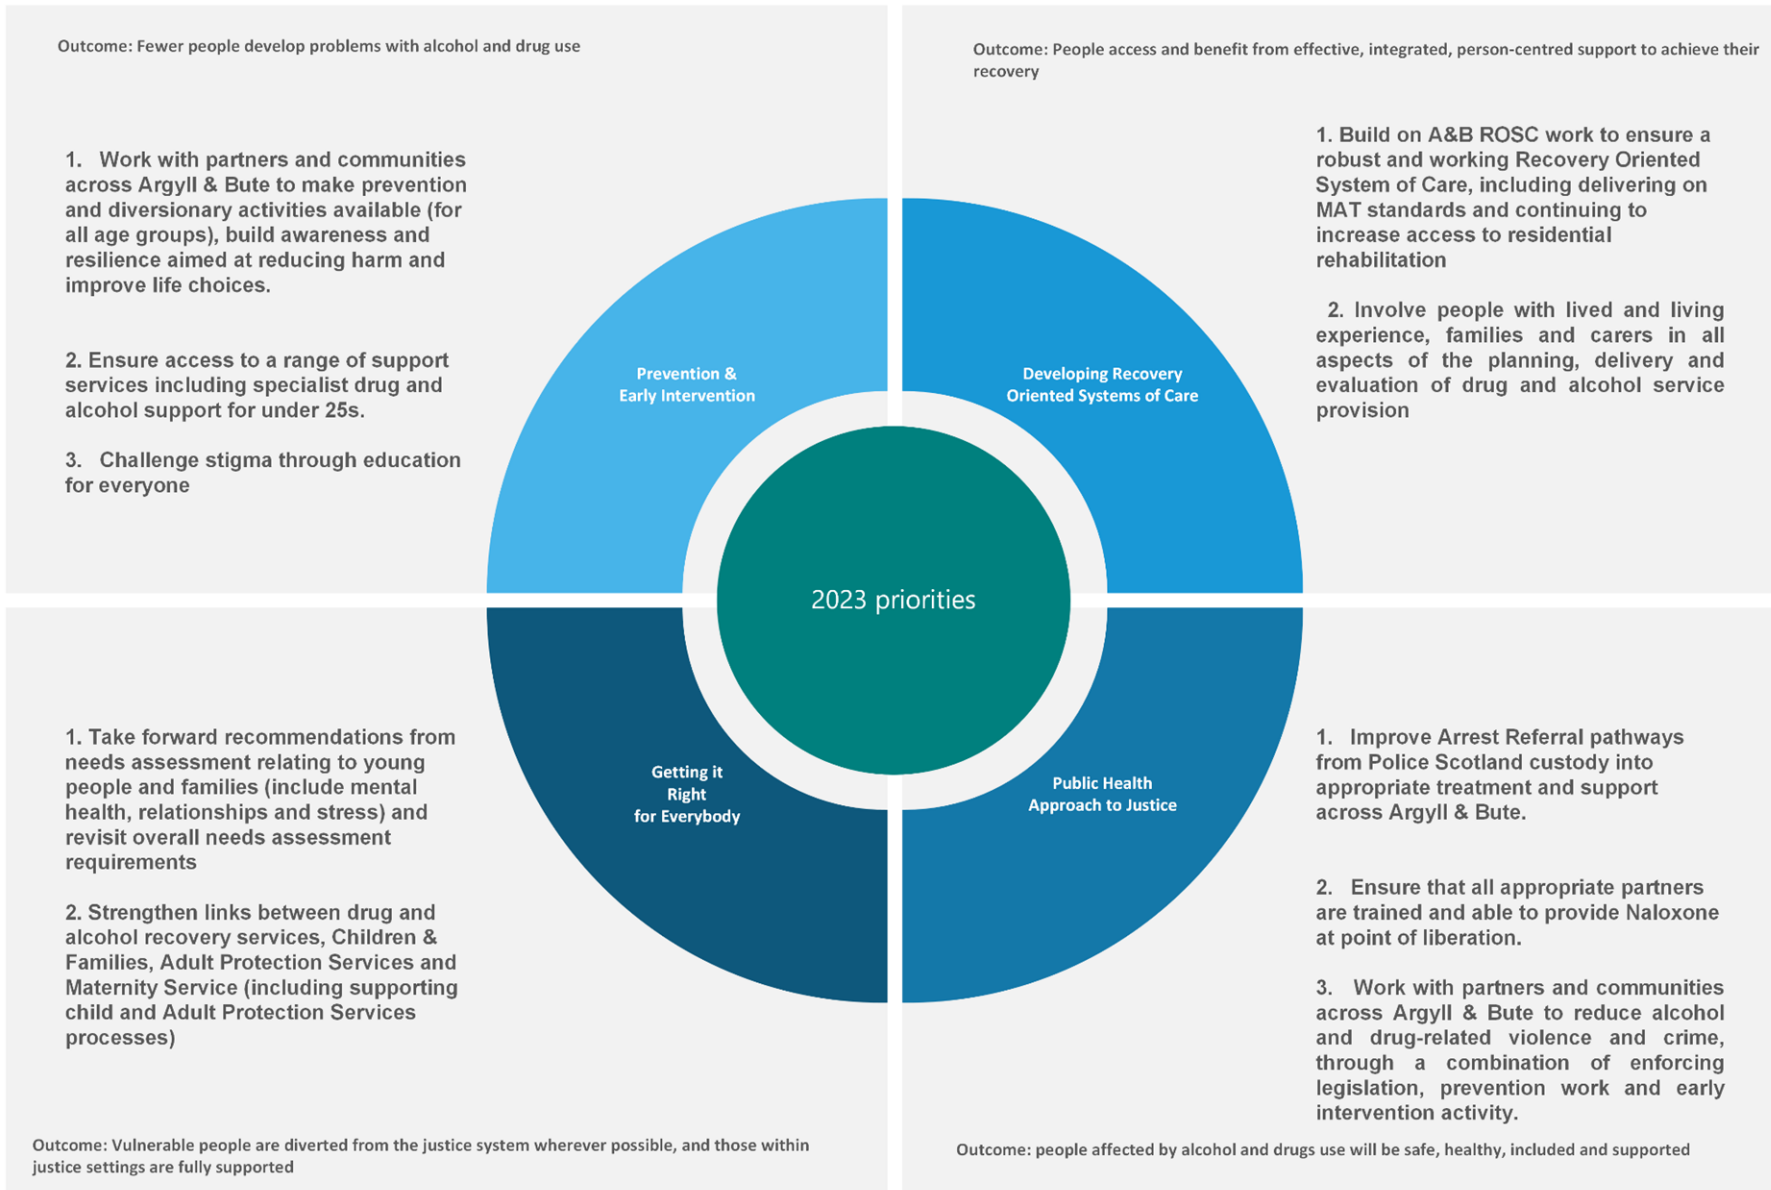 Outcome: Fewer people develop problems with alcohol and drug use
1. Work with partners and communities
across Argyll & Bute to make prevention
and diversionary activities available (for
all age groups), build awareness and
resilience aimed at reducing harm and
improve life choices.
2. Ensure access to a range of support
services including specialist drug and
alcohol support for under 25s.
3. Challenge stigma through education
for everyone
Prevention &
Early Intervention
Outcome: People access and benefit from effective, integrated, person-centred support to achieve their
recovery
1. Build on A&B ROSC work to ensure a
robust and working Recovery Oriented
System of Care, including delivering on
MAT standards and continuing to
increase access to residential
rehabilitation
2. Involve people with lived and living
experience, families and carers in all
aspects of the planning, delivery and
evaluation of drug and alcohol service
provision
Developing Recovery
Oriented Systems of Care
2023 priorities
1. Take forward recommendations from
needs assessment relating to young
people and families (include mental
health, relationships and stress) and
revisit overall needs assessment
requirements
2. Strengthen links between drug and
alcohol recovery services, Children &
Families, Adult Protection Services and
Maternity Service (including supporting
child and Adult Protection Services
processes)
Getting it
Right
for Everybody
Outcome: Vulnerable people are diverted from the justice system wherever possible, and those within
justice settings are fully supported
Public Health
Approach to Justice
1. Improve Arrest Referral pathways
from Police Scotland custody into
appropriate treatment and support
across Argyll & Bute.
2. Ensure that all appropriate partners
are trained and able to provide Naloxone
at point of liberation.
3. Work with partners and communities
across Argyll & Bute to reduce alcohol
and drug-related violence and crime,
through a combination of enforcing
legislation, prevention work and early
intervention activity.
Outcome: people affected by alcohol and drugs use will be safe, healthy, included and supported